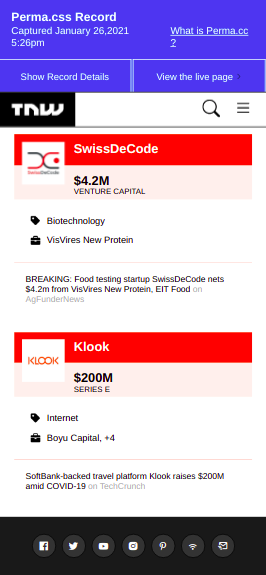 Perma.css Record
Captured January 26,2021
5:26pm
What is Perma.cc
?
Show Record Details
View the live page ›
TNW
SwissDeCode
SwissDeCode
$4.2M
VENTURE CAPITAL
Biotechnology
VisVires New Protein
BREAKING: Food testing startup SwissDeCode nets
$4.2m from VisVires New Protein, EIT Food on
AgFunderNews
Klook
KLOOK
$200M
SERIES E
Internet
Boyu Capital, +4
SoftBank-backed travel platform Klook raises $200M
amid COVID-19 on TechCrunch